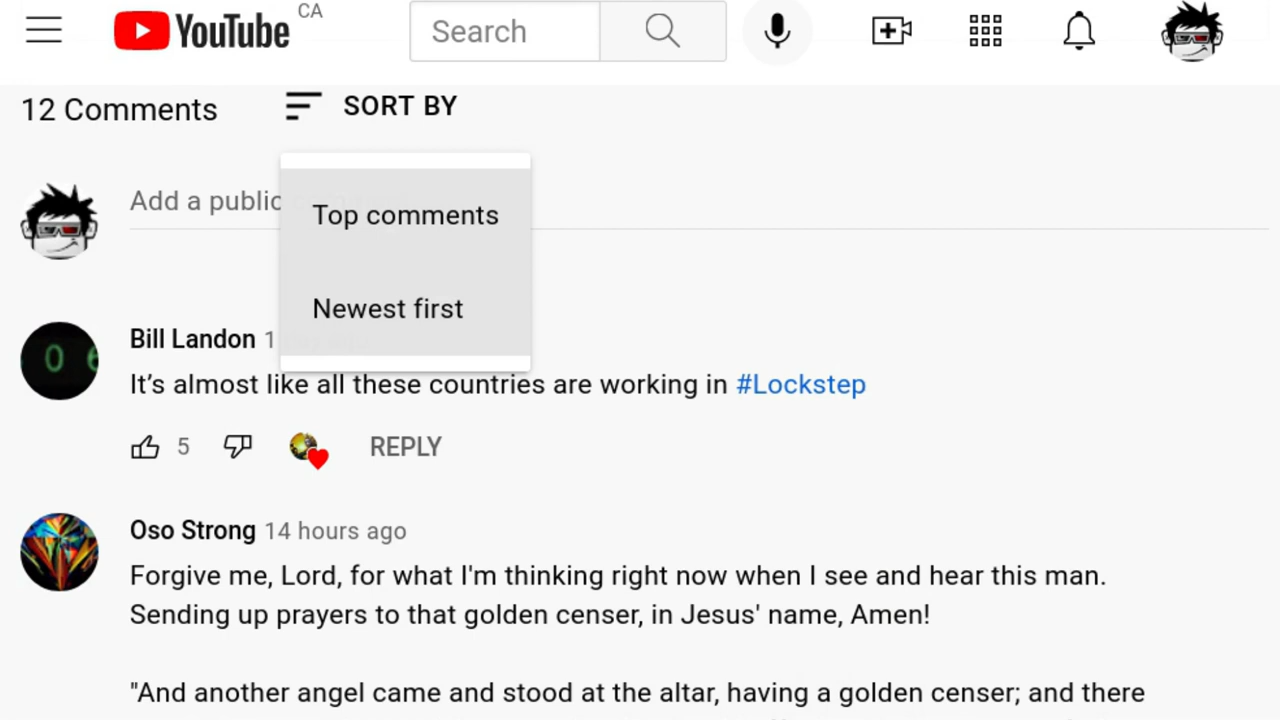 YouTube CA
Search
12 Comments
SORT BY
Add a public
Top comments
Newest first
Bill Landon 1
It’s almost like all these countries are working in #Lockstep
5
REPLY
Oso Strong 14 hours ago
Forgive me, Lord, for what I'm thinking right now when I see and hear this man.
Sending up prayers to that golden censer, in Jesus' name, Amen!
"And another angel came and stood at the altar, having a golden censer; and there